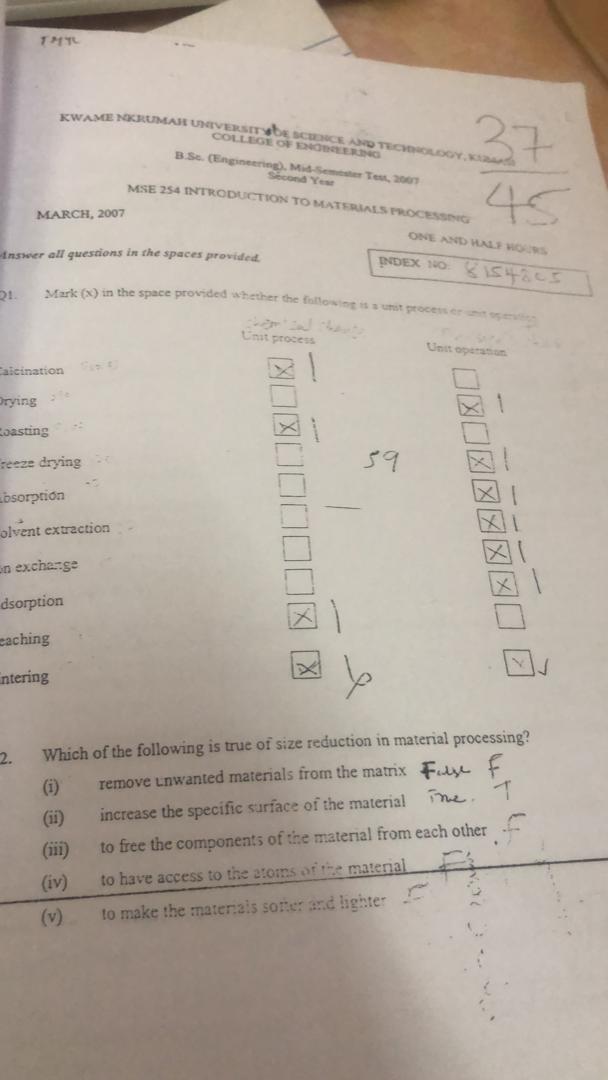 37
45
KWAME NKRUMAH UNIVERSITY OF SCIENCE AND TECHNOLOGY, KUMASI
COLLEGE OF ENGINEERING
B.Sc. (Engineering), Mid-Semester Test, 2007
Second Year
MSE 254 INTRODUCTION TO MATERIALS PROCESSING
MARCH, 2007
ONE AND HALF HOURS
Answer all questions in the spaces provided.
INDEX NO:
Q1. Mark (x) in the space provided whether the following is a unit process or unit operation
Unit process Unit operation
alcination
Drying
oasting
reeze drying 59
bsorption
olvent extraction
n exchange
dsorption
eaching
ntering
2. Which of the following is true of size reduction in material processing?
(i) remove unwanted materials from the matrix False F
(ii) increase the specific surface of the material True. T
(iii) to free the components of the material from each other F
(iv) to have access to the atoms of the material F
(v) to make the materials softer and lighter F